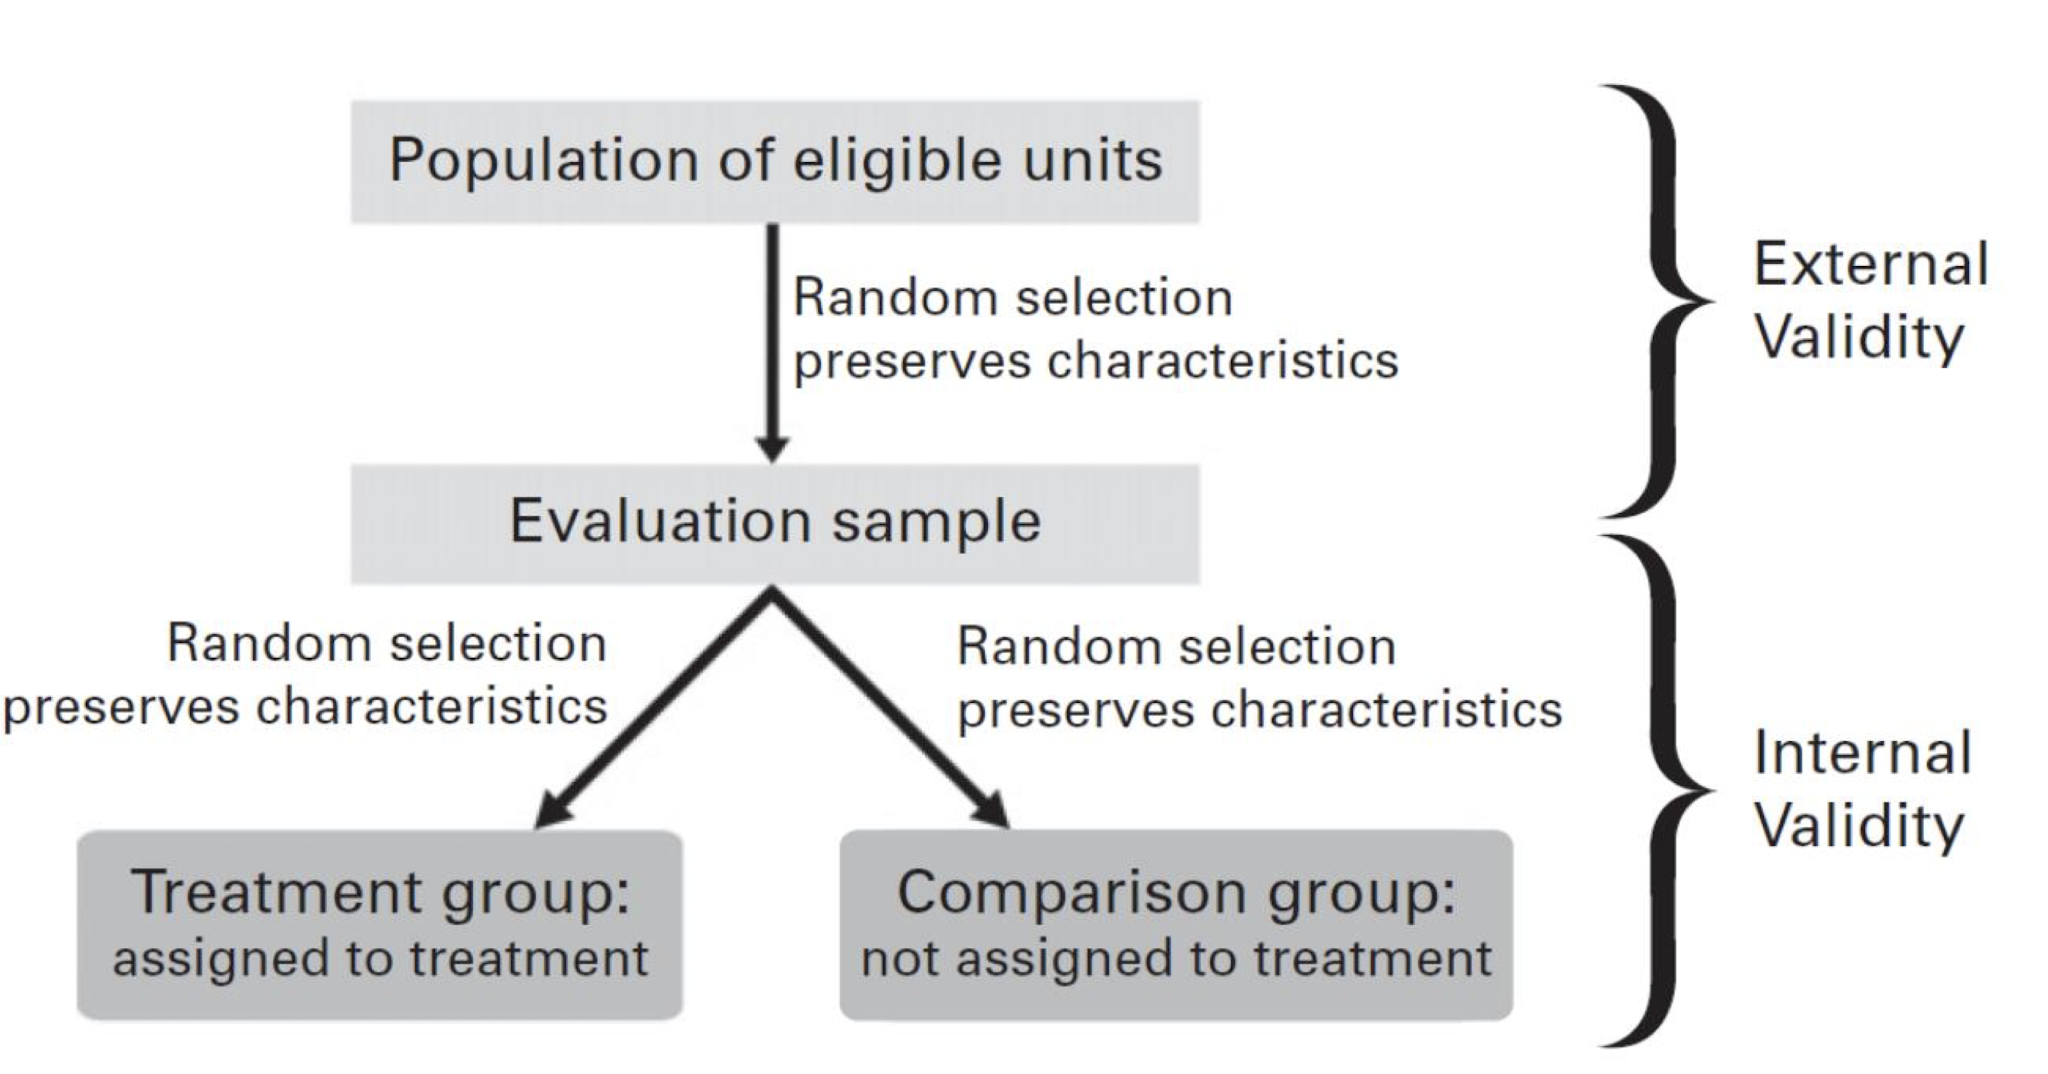 Population of eligible units
Random selection
preserves characteristics
External
Validity
Evaluation sample
Random selection
preserves characteristics
Random selection
preserves characteristics
Internal
Validity
Treatment group:
assigned to treatment
Comparison group:
not assigned to treatment